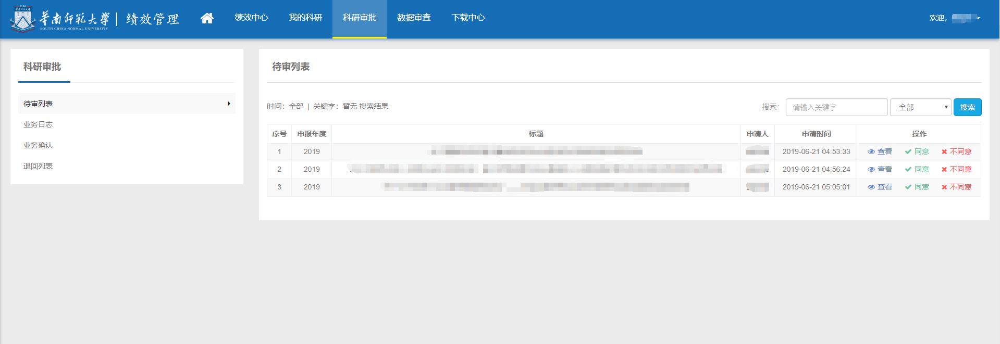 1933
华南师范大学
SOUTH CHINA NORMAL UNIVERSITY
绩效管理
绩效中心 我的科研 科研审批 数据审查 下载中心
欢迎,
科研审批
待审列表
业务日志
业务确认
退回列表
待审列表
时间：全部 | 关键字：暂无 搜索结果
搜索： 请输入关键字 全部 搜索
序号 申报年度 标题 申请人 申请时间 操作
1 2019 2019-06-21 04:53:33 查看 同意 不同意
2 2019 2019-06-21 04:56:24 查看 同意 不同意
3 2019 2019-06-21 05:05:01 查看 同意 不同意